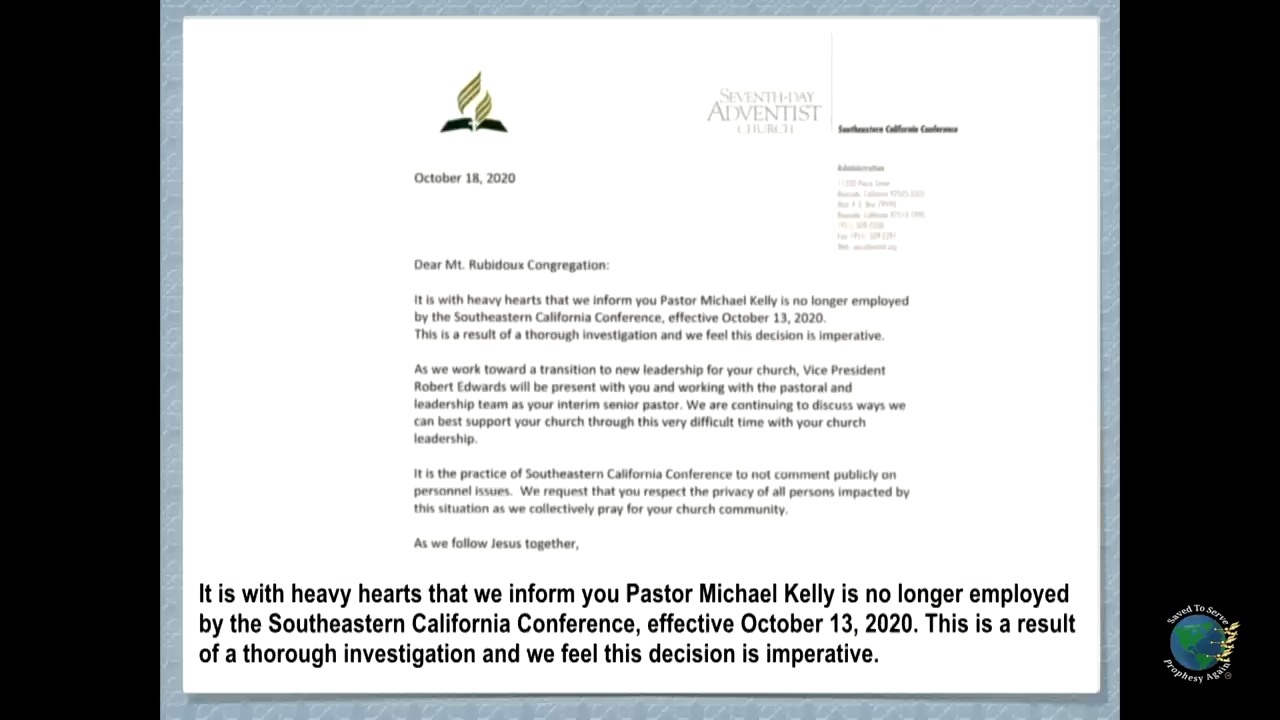 SEVENTH-DAY
ADVENTIST
CHURCH
Southeastern California Conference
Administration
October 18, 2020
Dear Mt. Rubidoux Congregation:
It is with heavy hearts that we inform you Pastor Michael Kelly is no longer employed
by the Southeastern California Conference, effective October 13, 2020.
This is a result of a thorough investigation and we feel this decision is imperative.
As we work toward a transition to new leadership for your church, Vice President
Robert Edwards will be present with you and working with the pastoral and
leadership team as your interim senior pastor. We are continuing to discuss ways we
can best support your church through this very difficult time with your church
leadership.
It is the practice of Southeastern California Conference to not comment publicly on
personnel issues.  We request that you respect the privacy of all persons impacted by
this situation as we collectively pray for your church community.
As we follow Jesus together,
It is with heavy hearts that we inform you Pastor Michael Kelly is no longer employed
by the Southeastern California Conference, effective October 13, 2020. This is a result
of a thorough investigation and we feel this decision is imperative.
Saved To Serve
Prophesy Again